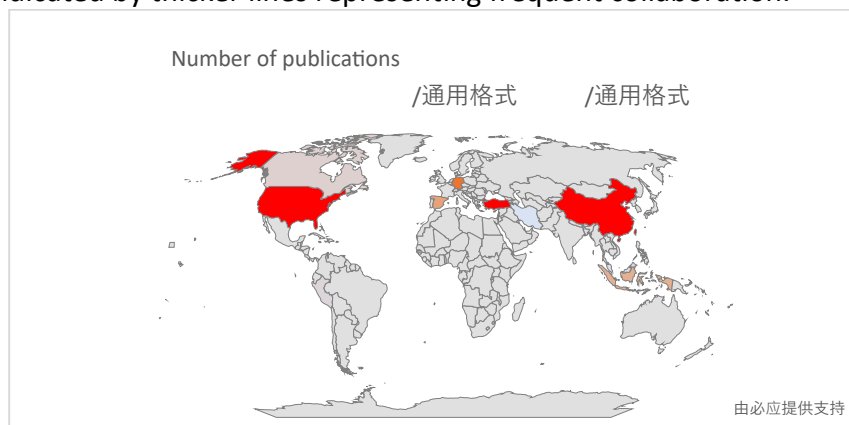 ndicated by thicker lines representing frequent collaboration.
Number of publications
/通用格式 /通用格式
由必应提供支持